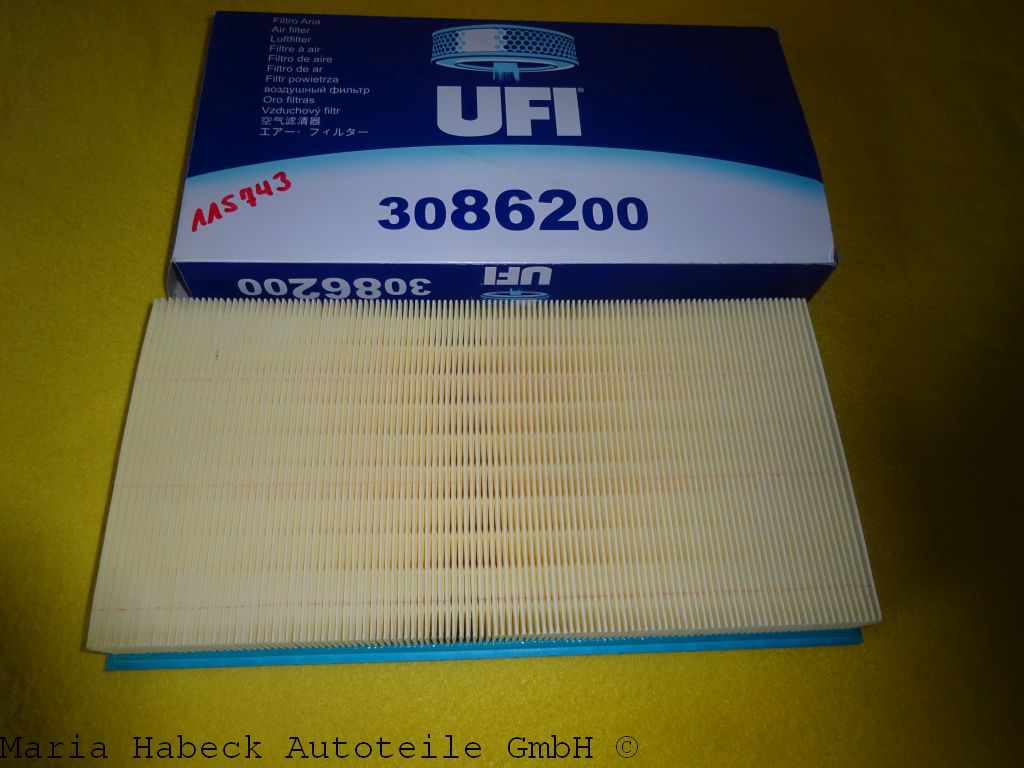 Filtro Aria
Air filter
Luftfilter
Filtre à air
Filtro de aire
Filtro de ar
Filtr powietrza
воздушный фильтр
Oro filtras
Vzduchový filtr
空气滤清器
エアー・フィルター
UFI®
115743
3086200
UFI
3086200
Maria Habeck Autoteile GmbH ©